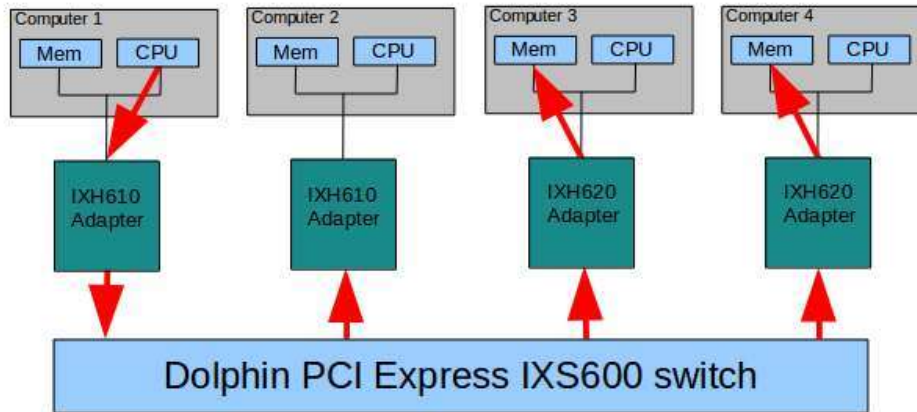 Computer 1
Mem
CPU
Computer 2
Mem
CPU
Computer 3
Mem
CPU
Computer 4
Mem
CPU
IXH610
Adapter
IXH610
Adapter
IXH620
Adapter
IXH620
Adapter
Dolphin PCI Express IXS600 switch